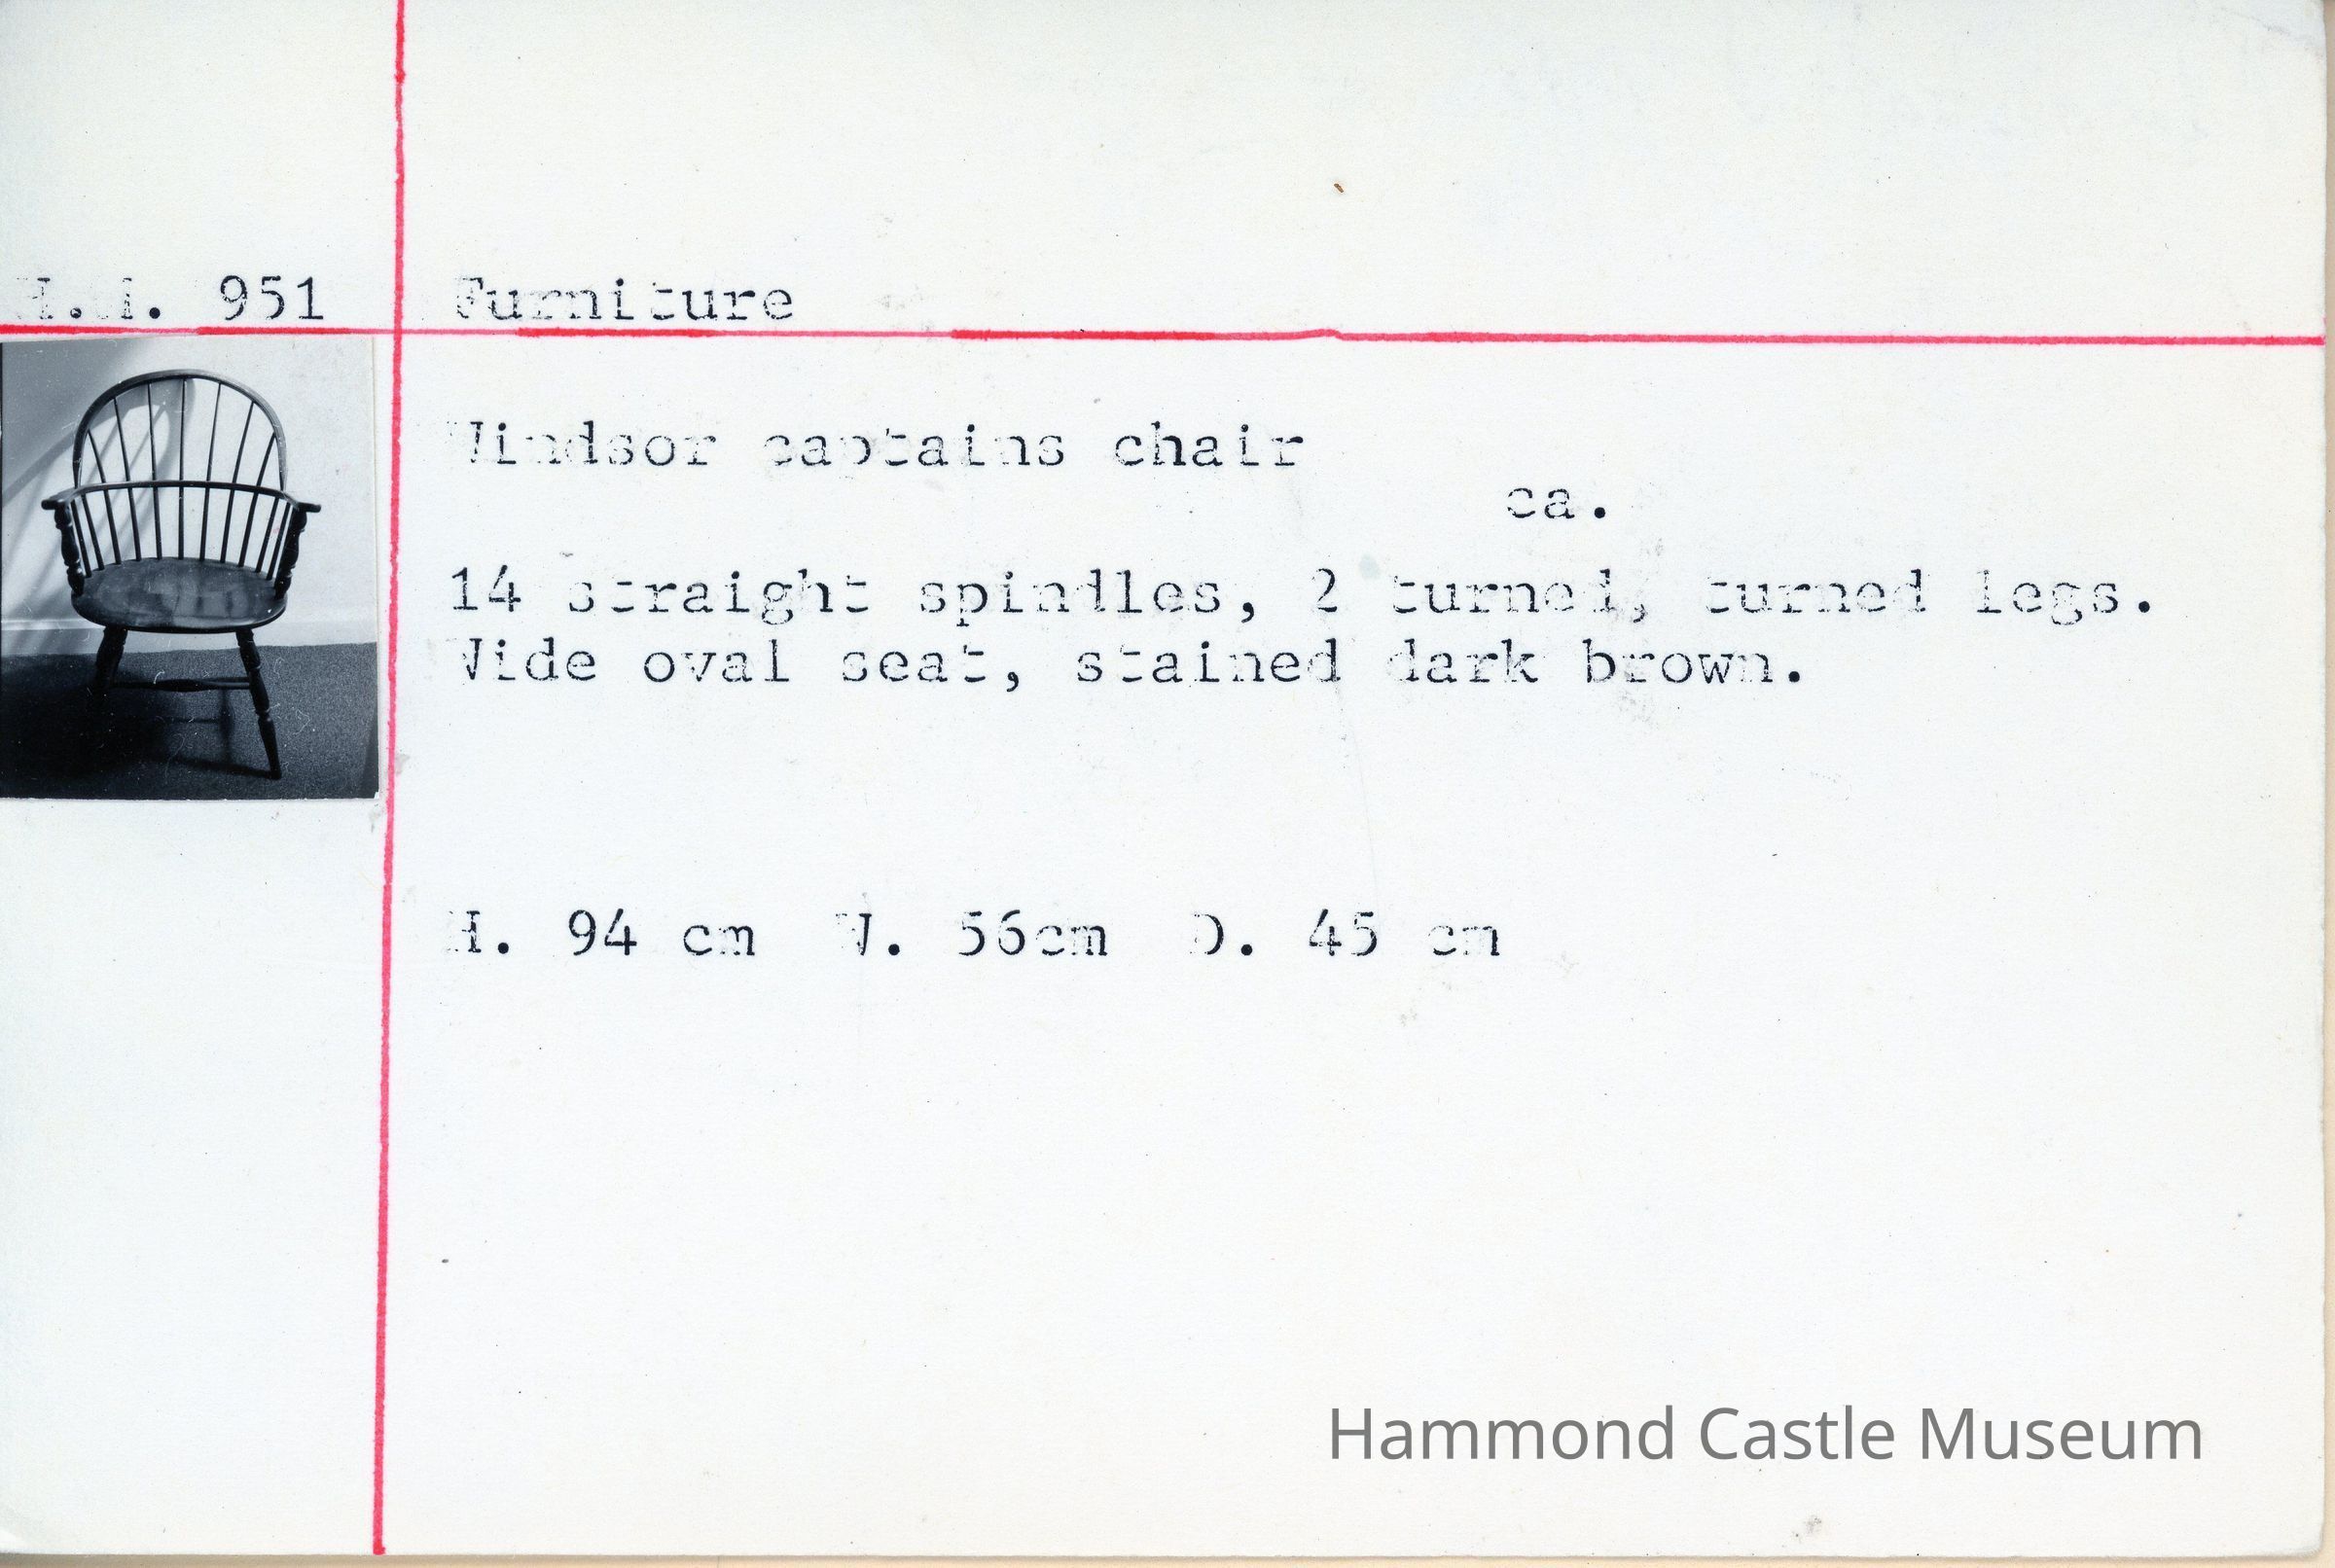 H.M. 951 Furniture
Windsor captains chair
ca.
14 straight spindles, 2 turned, turned legs.
Wide oval seat, stained dark brown.
H. 94 cm W. 56cm D. 45 cm
Hammond Castle Museum